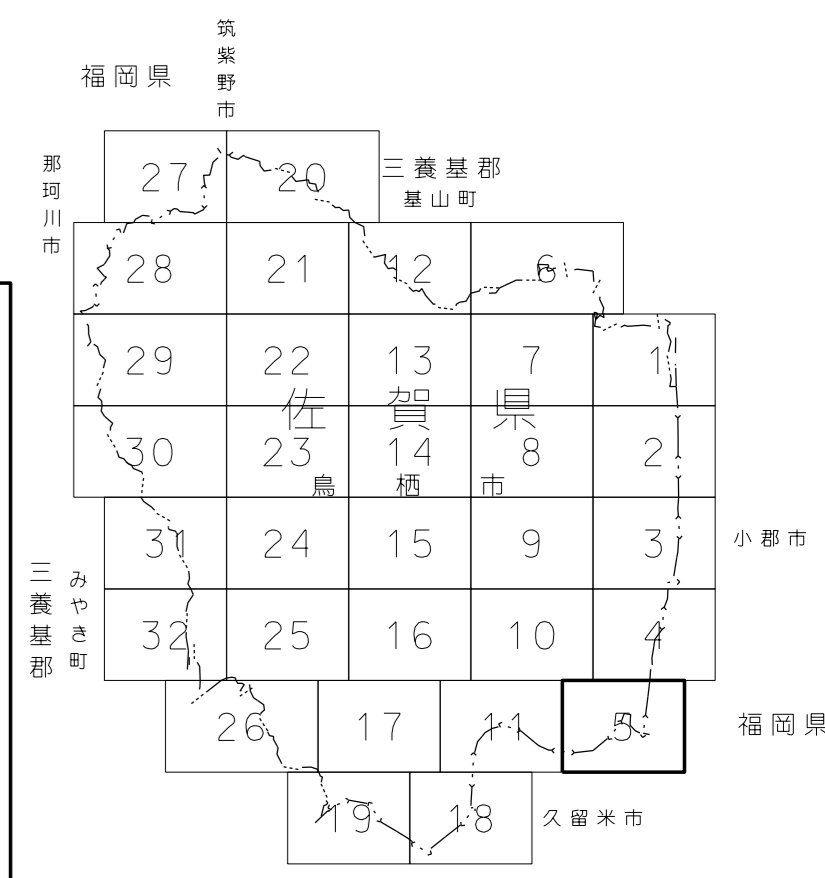 筑紫野市
福岡県
那珂川市
27 20
三養基郡
基山町
28 21 12 6
29 22 13 7 1
佐賀県
30 23 14 8 2
鳥栖市
31 24 15 9 3
小郡市
三養基郡
みやき町
32 25 16 10 4
26 17 11 5
福岡県
19 18
久留米市